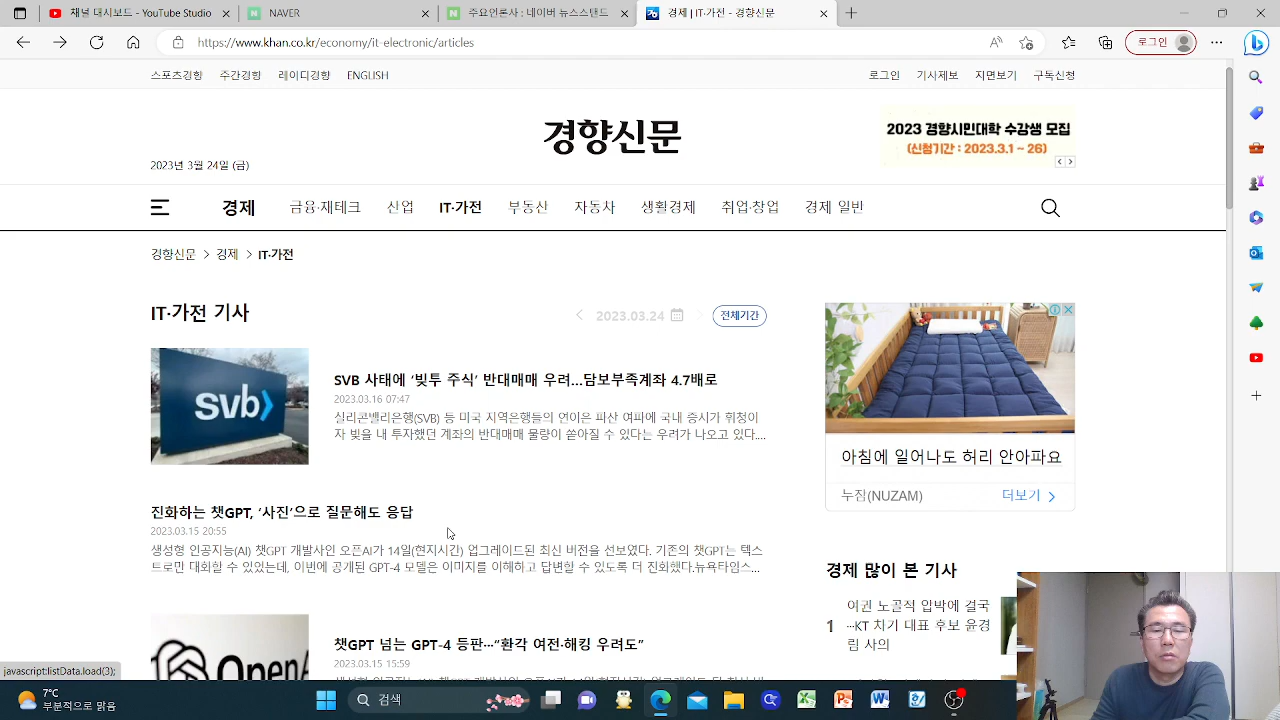 채널 대시보드 - YouTube Studio
NAVER
주요언론사 : 네이버 뉴스스탠드
경제 | IT·가전 - 경향신문
https://www.khan.co.kr/economy/it-electronic/articles
로그인
스포츠경향 주간경향 레이디경향 ENGLISH
로그인 기사제보 지면보기 구독신청
2023년 3월 24일 (금)
경향신문
2023 경향시민대학 수강생 모집
(신청기간 : 2023.3.1 ~ 26)
경제 금융·재테크 산업 IT·가전 부동산 자동차 생활경제 취업·창업 경제 일반
경향신문 > 경제 > IT·가전
IT·가전 기사
2023.03.24
전체기간
svb
SVB 사태에 ‘빚투 주식’ 반대매매 우려…담보부족계좌 4.7배로
2023.03.16 07:47
실리콘밸리은행(SVB) 등 미국 지역은행들의 연이은 파산 여파에 국내 증시가 휘청이
자 빚을 내 투자했던 계좌의 반대매매 물량이 쏟아질 수 있다는 우려가 나오고 있다...
진화하는 챗GPT, ‘사진’으로 질문해도 응답
2023.03.15 20:55
생성형 인공지능(AI) 챗GPT 개발사인 오픈AI가 14일(현지시간) 업그레이드된 최신 버전을 선보였다. 기존의 챗GPT는 텍스
트로만 대화할 수 있었는데, 이번에 공개된 GPT-4 모델은 이미지를 이해하고 답변할 수 있도록 더 진화했다.뉴욕타임스...
챗GPT 넘는 GPT-4 등판…“환각 여전·해킹 우려도”
2023.03.15 15:59
아침에 일어나도 허리 안아파요
누잠(NUZAM)
더보기
경제 많이 본 기사
1
여권 노골적 압박에 결국
…KT 차기 대표 후보 윤경
림 사의
javascript:listData.load(3);
7°C
부분적으로 흐림
검색